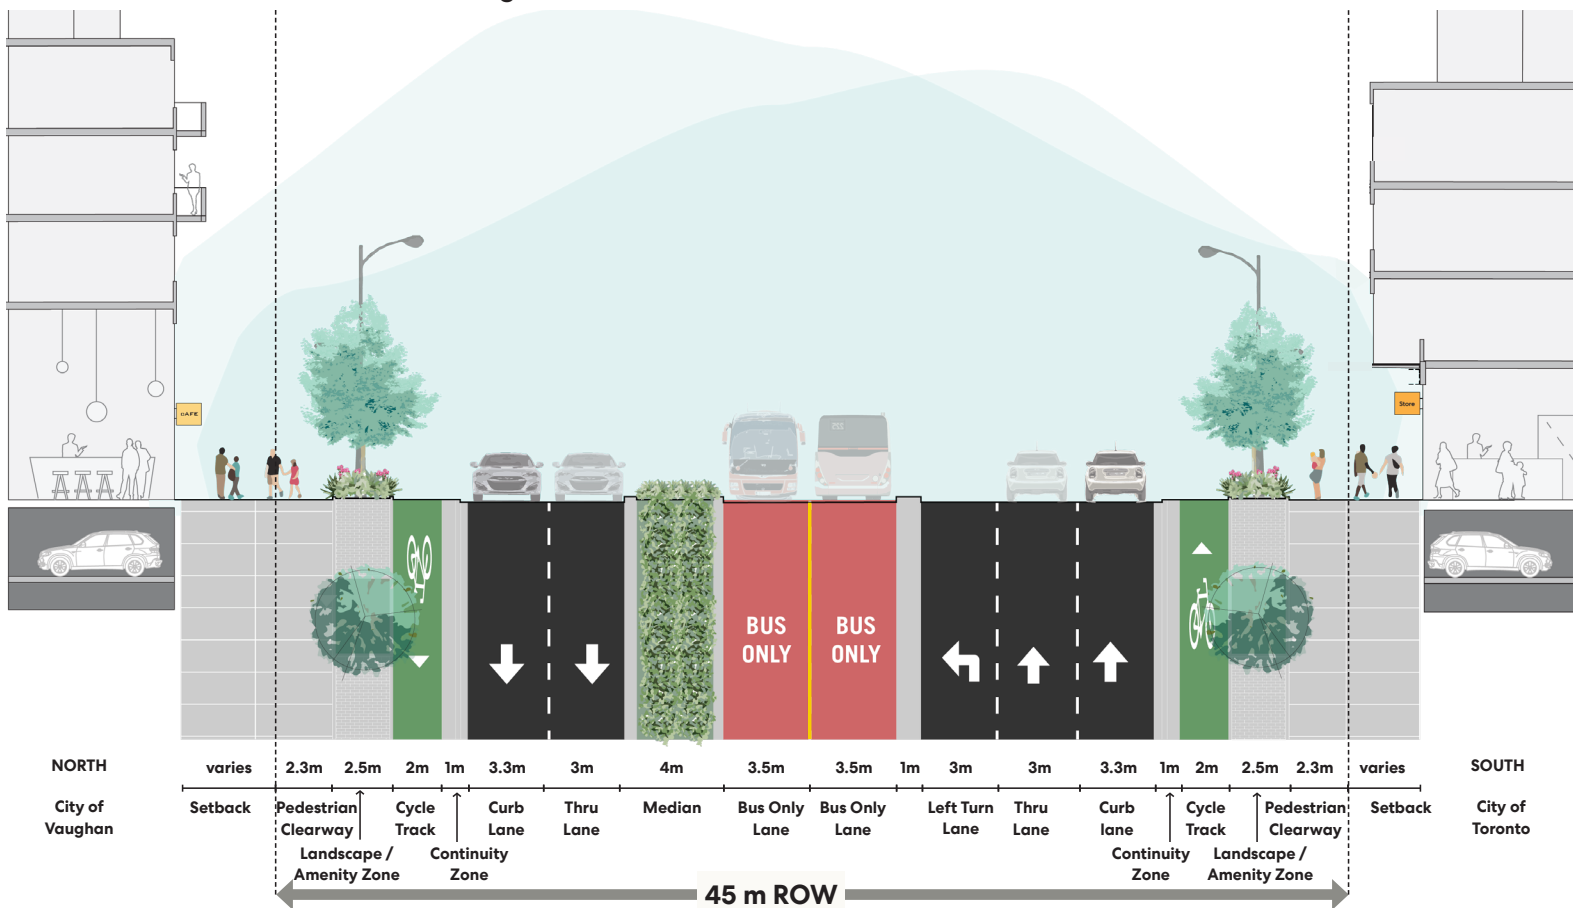 BUS
ONLY
BUS
ONLY
Store
NORTH
varies
2.3m
2.5m
2m
1m
3.3m
3m
4m
3.5m
3.5m
1m
3m
3m
3.3m
1m
2m
2.5m
2.3m
varies
SOUTH
City of
Vaughan
Setback
Pedestrian
Clearway
Landscape /
Amenity Zone
Cycle
Track
Continuity
Zone
Curb
Lane
Thru
Lane
Median
Bus Only
Lane
Bus Only
Lane
Left Turn
Lane
Thru
Lane
Curb
lane
Continuity
Zone
Cycle
Track
Landscape /
Amenity Zone
Pedestrian
Clearway
Setback
City of
Toronto
45 m ROW